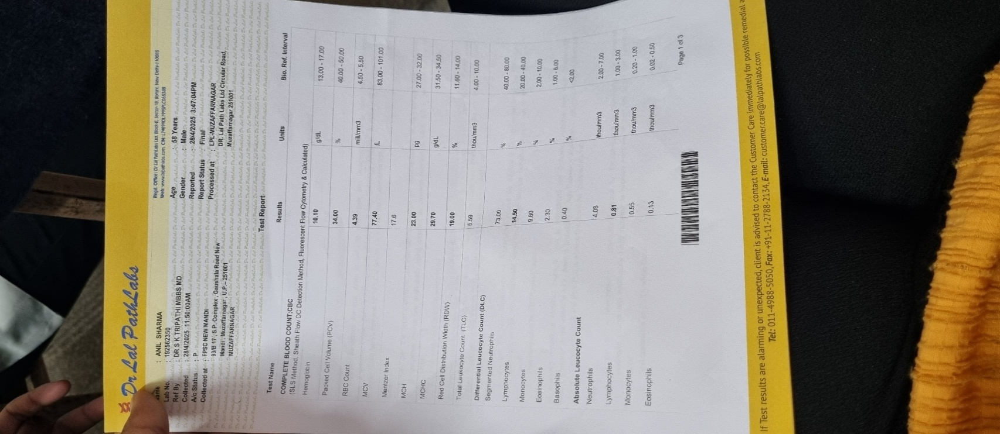 Dr Lal PathLabs
Regd. Office: Dr Lal PathLabs Ltd, Block-E, Sector-18, Rohini, New Delhi-110085
Web: www.lalpathlabs.com, CIN: L74899DL1995PLC065388
ame : ANIL SHARMA
Lab No. : 192562350 Age : 58 Years
Ref By : DR S K TRIPATHI MBBS MD Gender : Male
Collected : 28/4/2025 11:50:00AM Reported : 28/4/2025 3:47:04PM
A/c Status : P Report Status : Final
Collected at : FPSC NEW MANDI Processed at : LPL-MUZAFFARNAGAR
93/B 17, S.P. Complex, Gaushala Road New DR. Lal Path Labs Ltd Circular Road,
Mandi, Muzaffarnagar, U.P.- 251001 Muzaffarnagar 251001
MUZAFFARNAGAR
Test Report
Test Name Results Units Bio. Ref. Interval
COMPLETE BLOOD COUNT;CBC
(SLS Method, Sheath Flow DC Detection Method, Fluorescent Flow Cytometry & Calculated)
Hemoglobin 10.10 g/dL 13.00 - 17.00
Packed Cell Volume (PCV) 34.00 % 40.00 - 50.00
RBC Count 4.39 mill/mm3 4.50 - 5.50
MCV 77.40 fL 83.00 - 101.00
Mentzer Index 17.6
MCH 23.00 pg 27.00 - 32.00
MCHC 29.70 g/dL 31.50 - 34.50
Red Cell Distribution Width (RDW) 19.00 % 11.60 - 14.00
Total Leukocyte Count (TLC) 5.59 thou/mm3 4.00 - 10.00
Differential Leucocyte Count (DLC)
Segmented Neutrophils 73.00 % 40.00 - 80.00
Lymphocytes 14.50 % 20.00 - 40.00
Monocytes 9.80 % 2.00 - 10.00
Eosinophils 2.30 % 1.00 - 6.00
Basophils 0.40 % <2.00
Absolute Leucocyte Count
Neutrophils 4.08 thou/mm3 2.00 - 7.00
Lymphocytes 0.81 thou/mm3 1.00 - 3.00
Monocytes 0.55 thou/mm3 0.20 - 1.00
Eosinophils 0.13 thou/mm3 0.02 - 0.50
Page 1 of 3
If Test results are alarming or unexpected, client is advised to contact the Customer Care immediately for possible remedial a
Tel: 011-4988-5050, Fax: +91-11-2788-2134, E-mail: customer.care@lalpathlabs.com